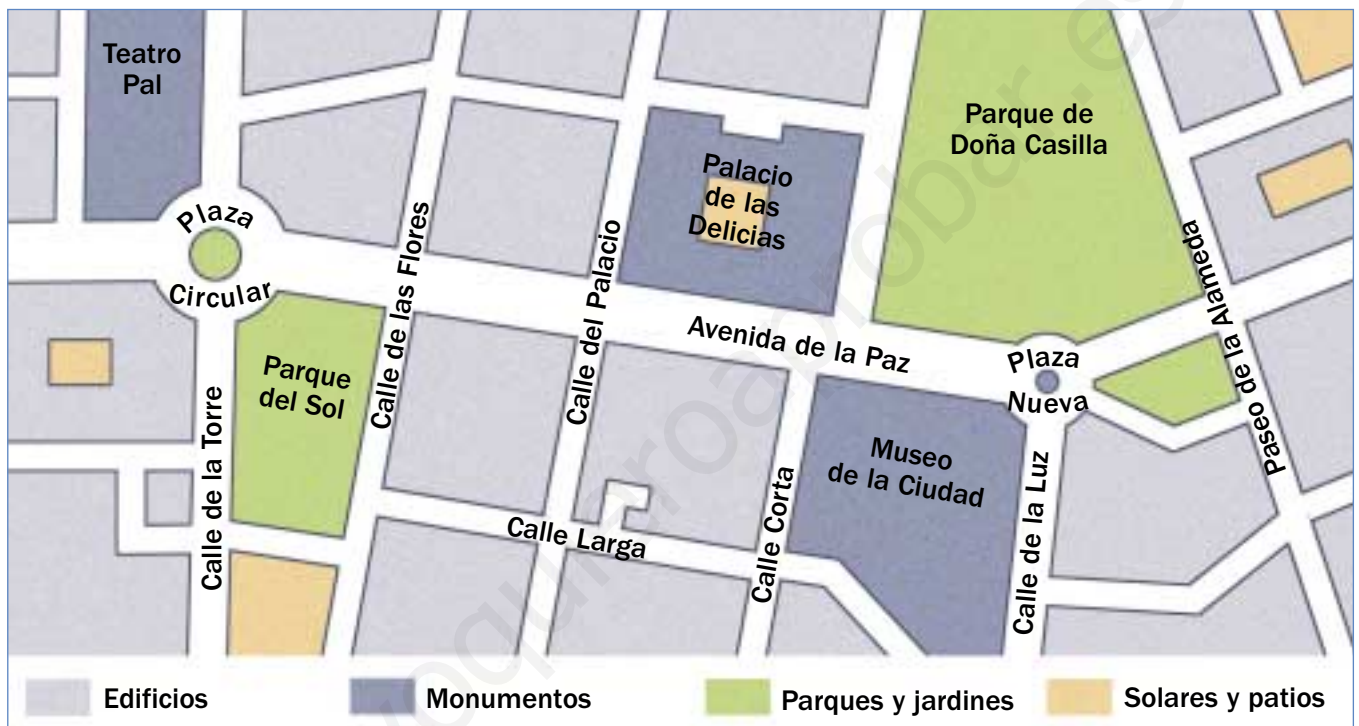 Teatro
Pal
Parque de
Doña Casilla
Palacio
de las
Delicias
Plaza
Circular
Calle de las Flores
Calle del Palacio
Paseo de la Alameda
Avenida de la Paz
Plaza
Nueva
Parque
del Sol
Calle de la Torre
Museo
de la Ciudad
Calle Larga
Calle Corta
Calle de la Luz
Edificios
Monumentos
Parques y jardines
Solares y patios
yoquieroaprobar.es